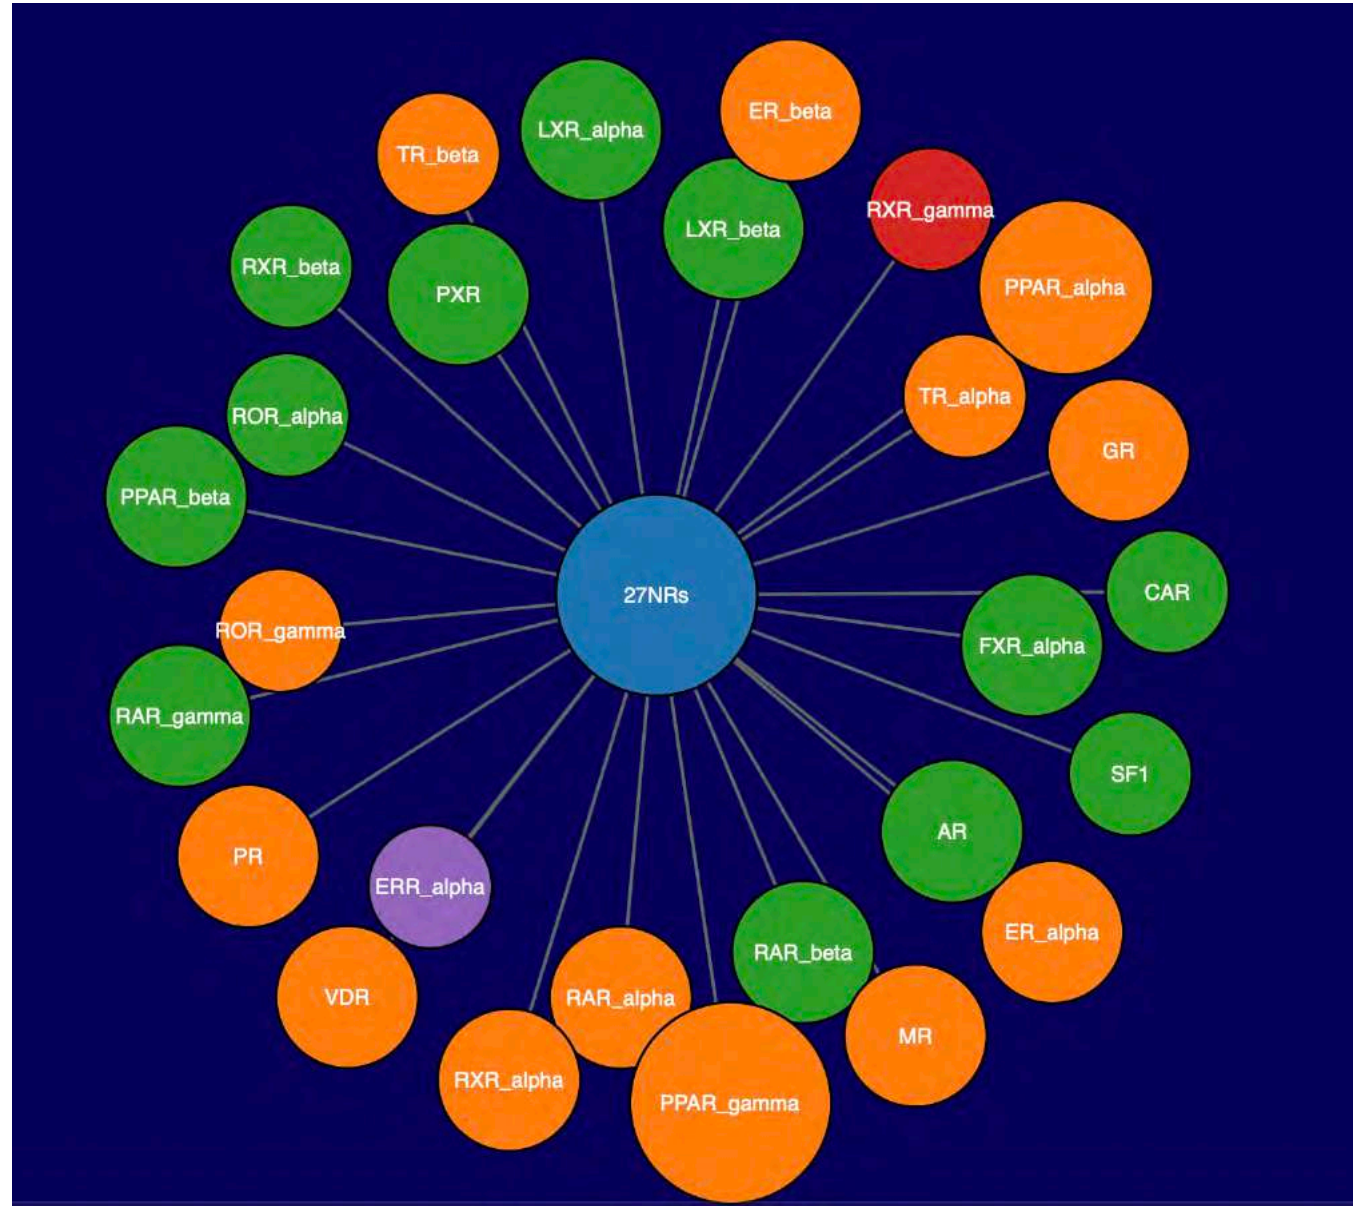 ER_beta
LXR_alpha
TR_beta
RXR_gamma
LXR_beta
RXR_beta
PXR
PPAR_alpha
TR_alpha
ROR_alpha
GR
PPAR_beta
27NRs
CAR
ROR_gamma
FXR_alpha
RAR_gamma
SF1
AR
PR
ERR_alpha
ER_alpha
RAR_beta
VDR
RAR_alpha
MR
RXR_alpha
PPAR_gamma